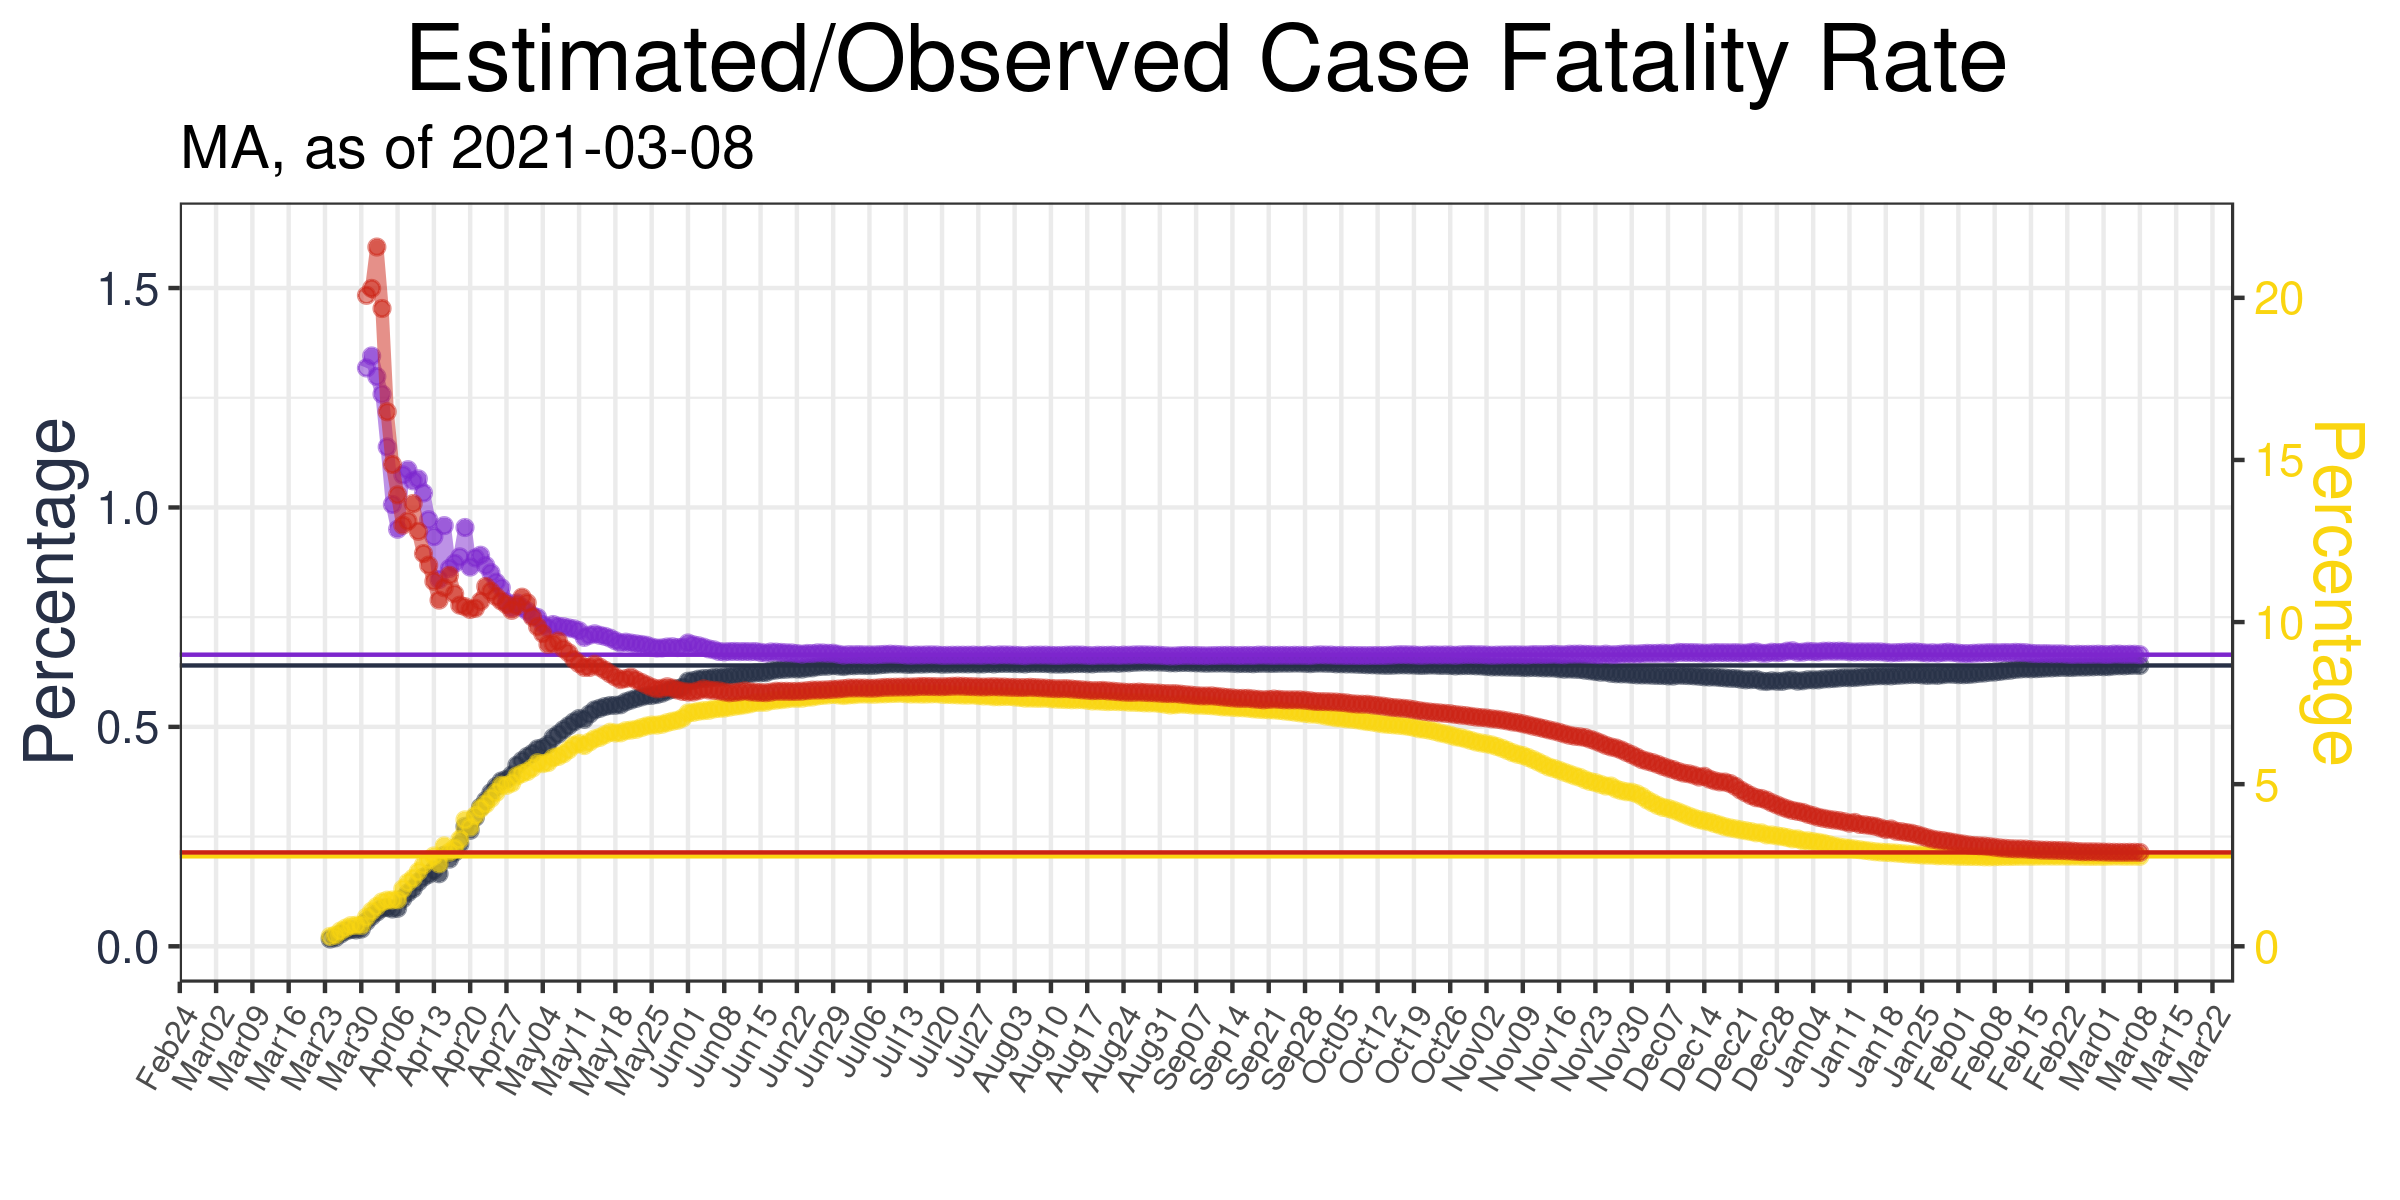 Estimated/Observed Case Fatality Rate
MA, as of 2021-03-08
Percentage
1.5
1.0
0.5
0.0
20
15
10
5
0
Percentage
Feb24
Mar02
Mar09
Mar16
Mar23
Mar30
Apr06
Apr13
Apr20
Apr27
May04
May11
May18
May25
Jun01
Jun08
Jun15
Jun22
Jun29
Jul06
Jul13
Jul20
Jul27
Aug03
Aug10
Aug17
Aug24
Aug31
Sep07
Sep14
Sep21
Sep28
Oct05
Oct12
Oct19
Oct26
Nov02
Nov09
Nov16
Nov23
Nov30
Dec07
Dec14
Dec21
Dec28
Jan04
Jan11
Jan18
Jan25
Feb01
Feb08
Feb15
Feb22
Mar01
Mar08
Mar15
Mar22